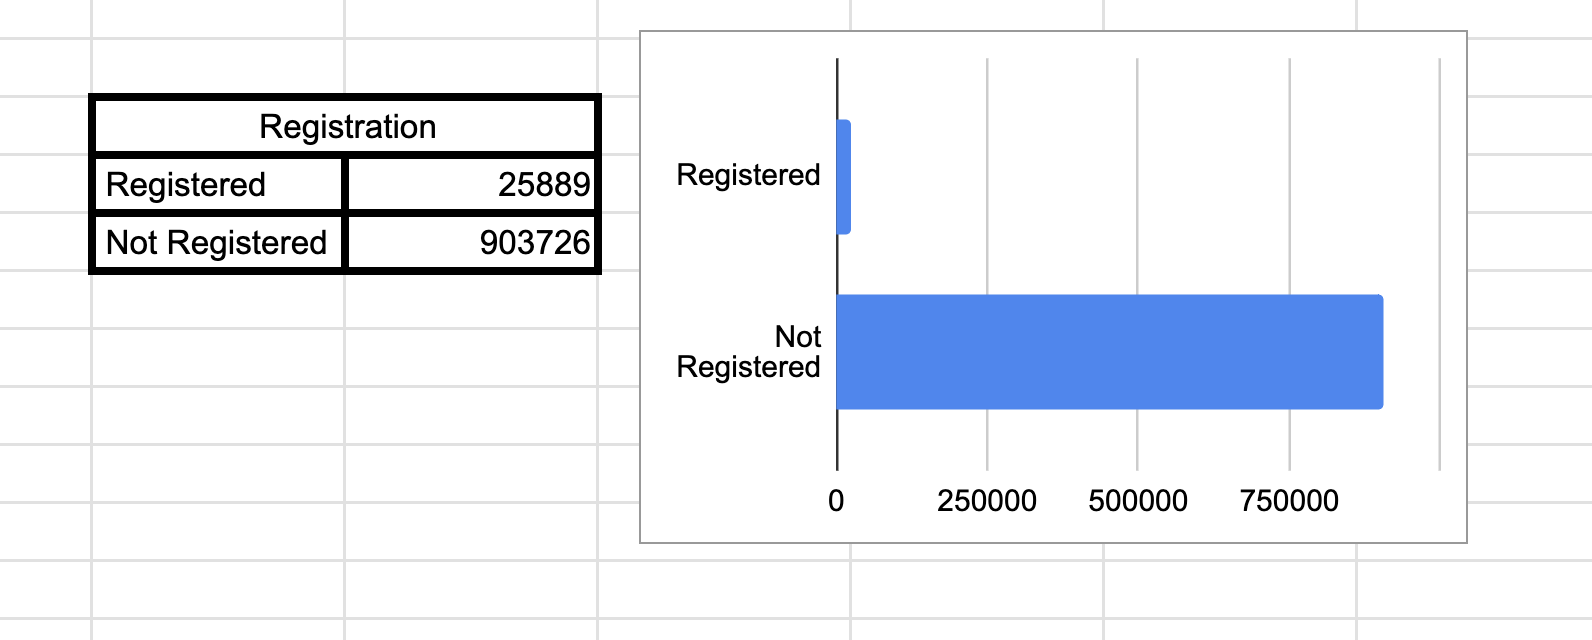 Registration
Registered 25889
Not Registered 903726
Registered
Not
Registered
0 250000 500000 750000